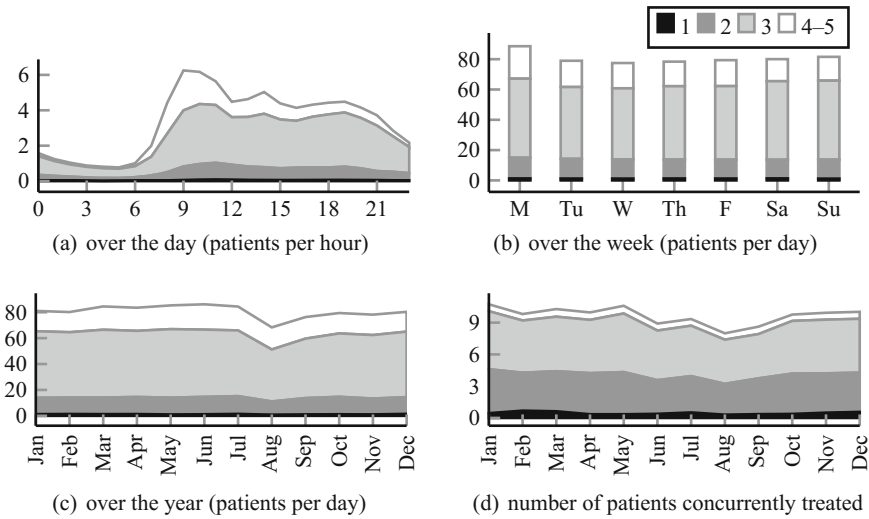 1 2 3 4–5
6
4
2
0
0 3 6 9 12 15 18 21
(a) over the day (patients per hour)
80
60
40
20
0
M Tu W Th F Sa Su
(b) over the week (patients per day)
80
60
40
20
0
Jan Feb Mar Apr May Jun Jul Aug Sep Oct Nov Dec
(c) over the year (patients per day)
9
6
3
0
Jan Feb Mar Apr May Jun Jul Aug Sep Oct Nov Dec
(d) number of patients concurrently treated